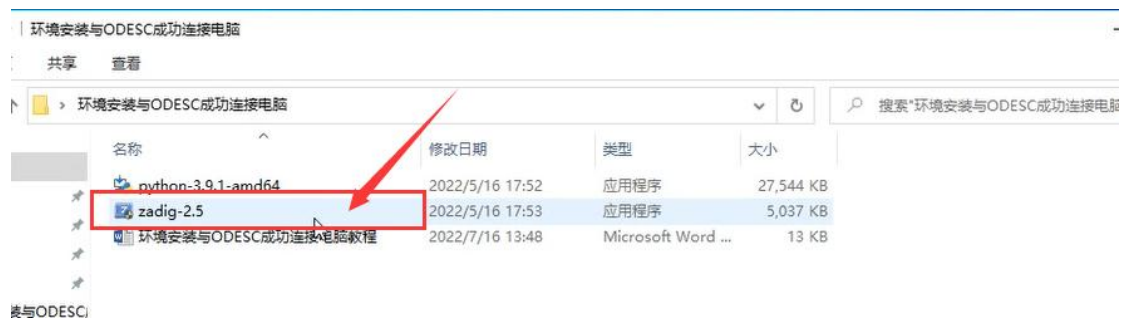 环境安装与ODESC成功连接电脑
共享 查看
环境安装与ODESC成功连接电脑 搜索"环境安装与ODESC成功连接电脑
名称 修改日期 类型 大小
python-3.9.1-amd64 2022/5/16 17:52 应用程序 27,544 KB
zadig-2.5 2022/5/16 17:53 应用程序 5,037 KB
环境安装与ODESC成功连接电脑教程 2022/7/16 13:48 Microsoft Word ... 13 KB
装与ODESC